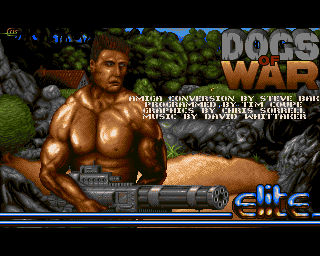 DOGS
OF
WAR
AMIGA CONVERSION BY STEVE BAK
PROGRAMMED BY TIM COUPE
GRAPHICS BY CHRIS SORRELL
MUSIC BY DAVID WHITTAKER
elite